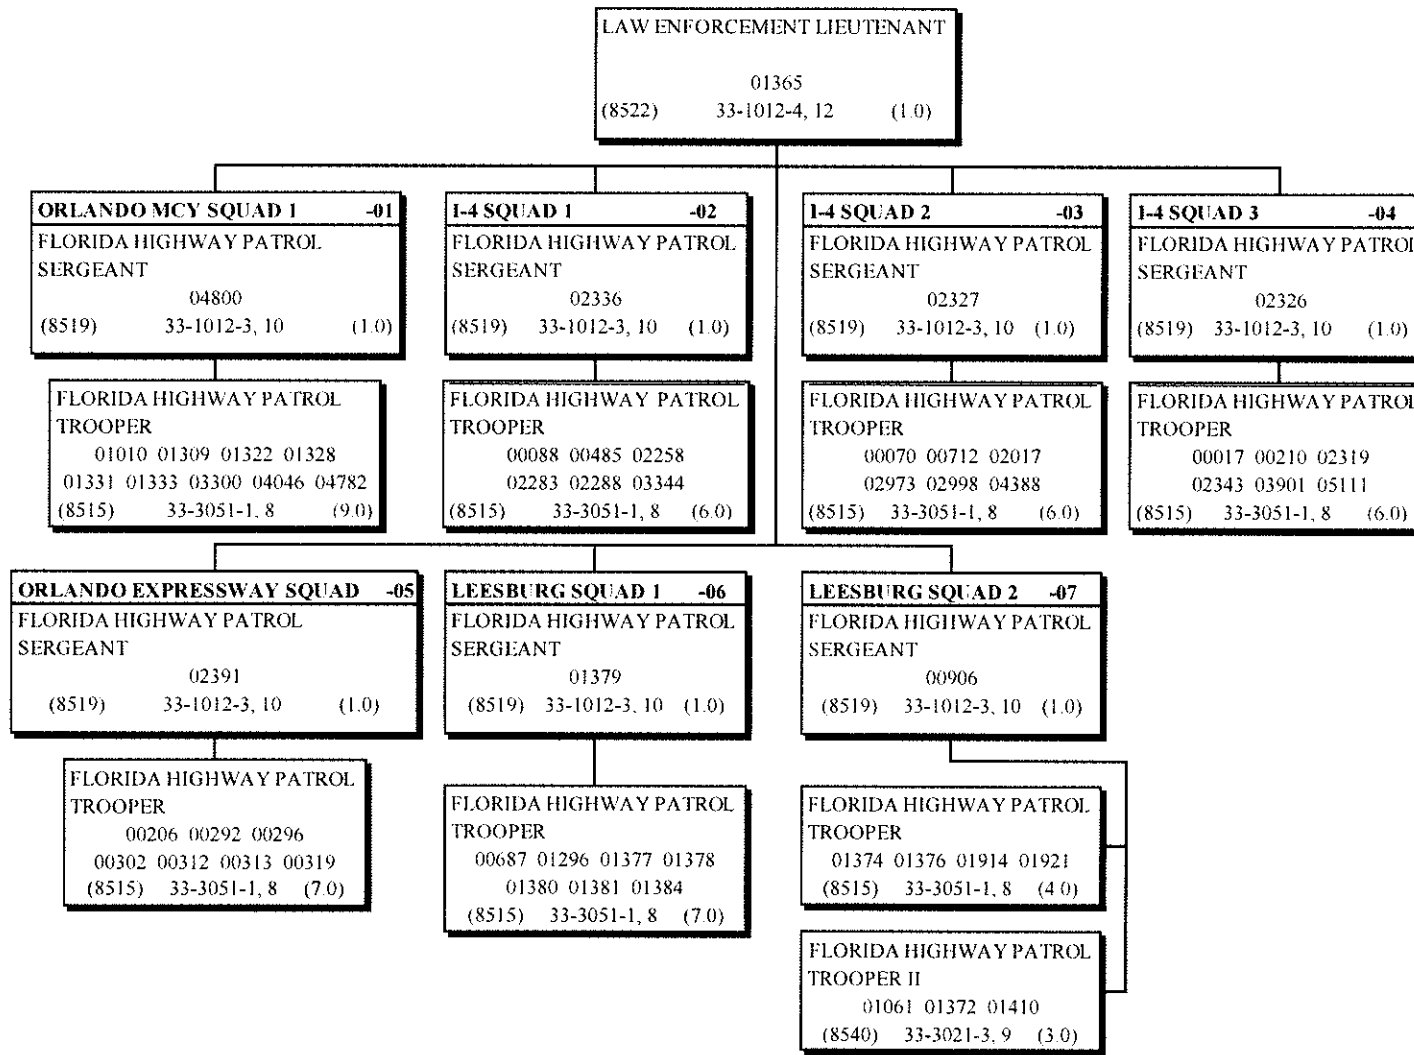 LAW ENFORCEMENT LIEUTENANT
01365
(8522) 33-1012-4, 12 (1.0)
ORLANDO MCY SQUAD 1 -01
FLORIDA HIGHWAY PATROL
SERGEANT
04800
(8519) 33-1012-3, 10 (1.0)
FLORIDA HIGHWAY PATROL
TROOPER
01010 01309 01322 01328
01331 01333 03300 04046 04782
(8515) 33-3051-1, 8 (9.0)
I-4 SQUAD 1 -02
FLORIDA HIGHWAY PATROL
SERGEANT
02336
(8519) 33-1012-3, 10 (1.0)
FLORIDA HIGHWAY PATROL
TROOPER
00088 00485 02258
02283 02288 03344
(8515) 33-3051-1, 8 (6.0)
I-4 SQUAD 2 -03
FLORIDA HIGHWAY PATROL
SERGEANT
02327
(8519) 33-1012-3, 10 (1.0)
FLORIDA HIGHWAY PATROL
TROOPER
00070 00712 02017
02973 02998 04388
(8515) 33-3051-1, 8 (6.0)
I-4 SQUAD 3 -04
FLORIDA HIGHWAY PATROL
SERGEANT
02326
(8519) 33-1012-3, 10 (1.0)
FLORIDA HIGHWAY PATROL
TROOPER
00017 00210 02319
02343 03901 05111
(8515) 33-3051-1, 8 (6.0)
ORLANDO EXPRESSWAY SQUAD -05
FLORIDA HIGHWAY PATROL
SERGEANT
02391
(8519) 33-1012-3, 10 (1.0)
FLORIDA HIGHWAY PATROL
TROOPER
00206 00292 00296
00302 00312 00313 00319
(8515) 33-3051-1, 8 (7.0)
LEESBURG SQUAD 1 -06
FLORIDA HIGHWAY PATROL
SERGEANT
01379
(8519) 33-1012-3, 10 (1.0)
FLORIDA HIGHWAY PATROL
TROOPER
00687 01296 01377 01378
01380 01381 01384
(8515) 33-3051-1, 8 (7.0)
LEESBURG SQUAD 2 -07
FLORIDA HIGHWAY PATROL
SERGEANT
00906
(8519) 33-1012-3, 10 (1.0)
FLORIDA HIGHWAY PATROL
TROOPER
01374 01376 01914 01921
(8515) 33-3051-1, 8 (4.0)
FLORIDA HIGHWAY PATROL
TROOPER II
01061 01372 01410
(8540) 33-3021-3, 9 (3.0)